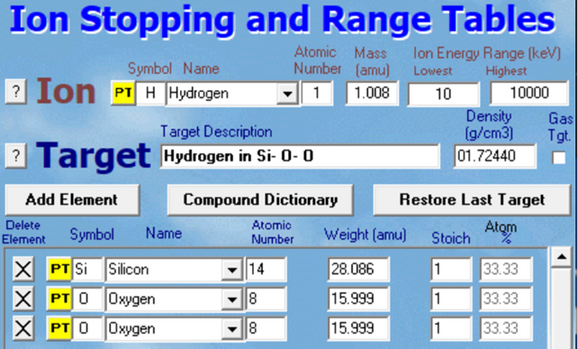 Ion Stopping and Range Tables
Atomic Mass Ion Energy Range (keV)
Symbol Name Number (amu) Lowest Highest
? Ion PT H Hydrogen 1 1.008 10 10000
Density Gas
Target Description (g/cm3) Tgt.
? Target Hydrogen in Si- O- O 01.72440
Add Element Compound Dictionary Restore Last Target
Delete Atomic Atom
Element Symbol Name Number Weight (amu) Stoich %
X PT Si Silicon 14 28.086 1 33.33
X PT O Oxygen 8 15.999 1 33.33
X PT O Oxygen 8 15.999 1 33.33